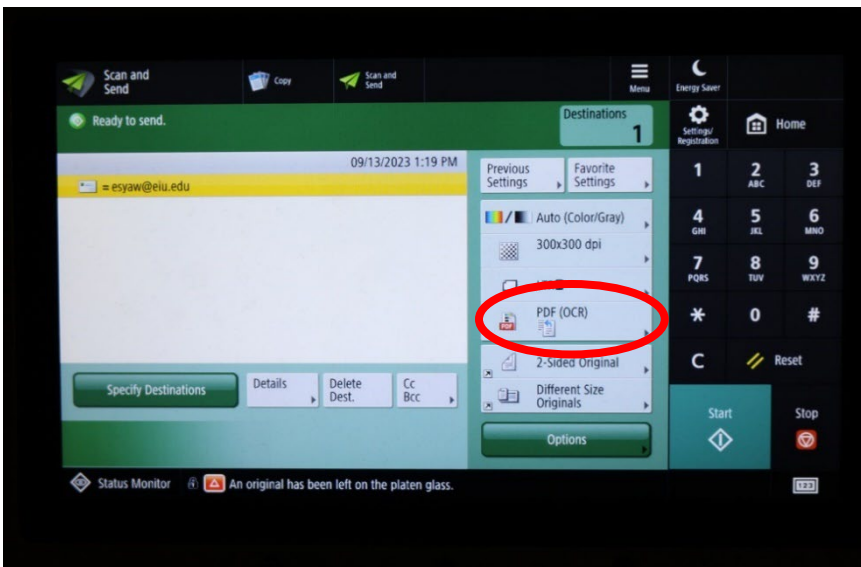 Scan and
Send
Copy
Scan and
Send
Menu
Energy Saver
Ready to send.
Destinations
1
Settings/
Registration
Home
09/13/2023 1:19 PM
= esyaw@eiu.edu
Previous
Settings
Favorite
Settings
Auto (Color/Gray)
300x300 dpi
PDF (OCR)
PDF
2-Sided Original
Different Size
Originals
Options
Specify Destinations
Details
Delete
Dest.
Cc
Bcc
1
2
ABC
3
DEF
4
GHI
5
JKL
6
MNO
7
PQRS
8
TUV
9
WXYZ
*
0
#
C
Reset
Start
Stop
Status Monitor
An original has been left on the platen glass.
123